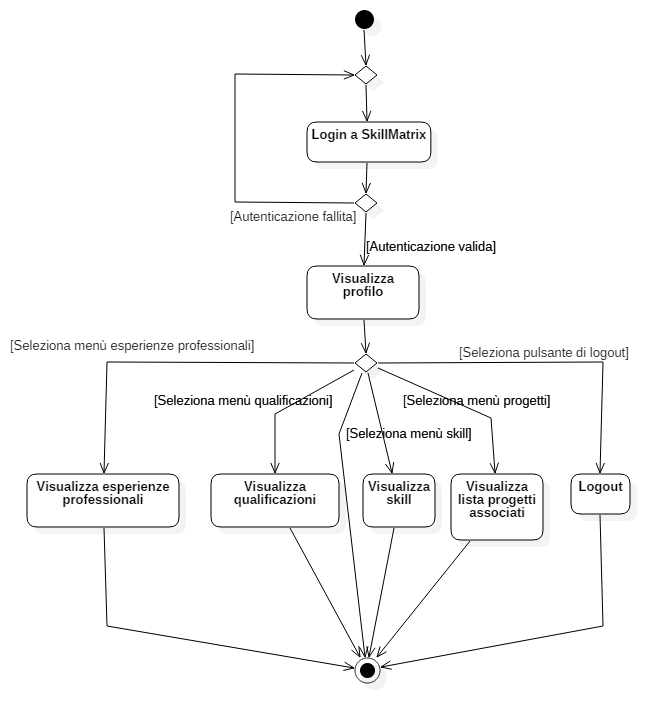 Login a SkillMatrix
[Autenticazione fallita]
[Autenticazione valida]
Visualizza
profilo
[Seleziona menù esperienze professionali]
[Seleziona pulsante di logout]
[Seleziona menù qualificazioni]
[Seleziona menù progetti]
[Seleziona menù skill]
Visualizza esperienze
professionali
Visualizza
qualificazioni
Visualizza
skill
Visualizza
lista progetti
associati
Logout